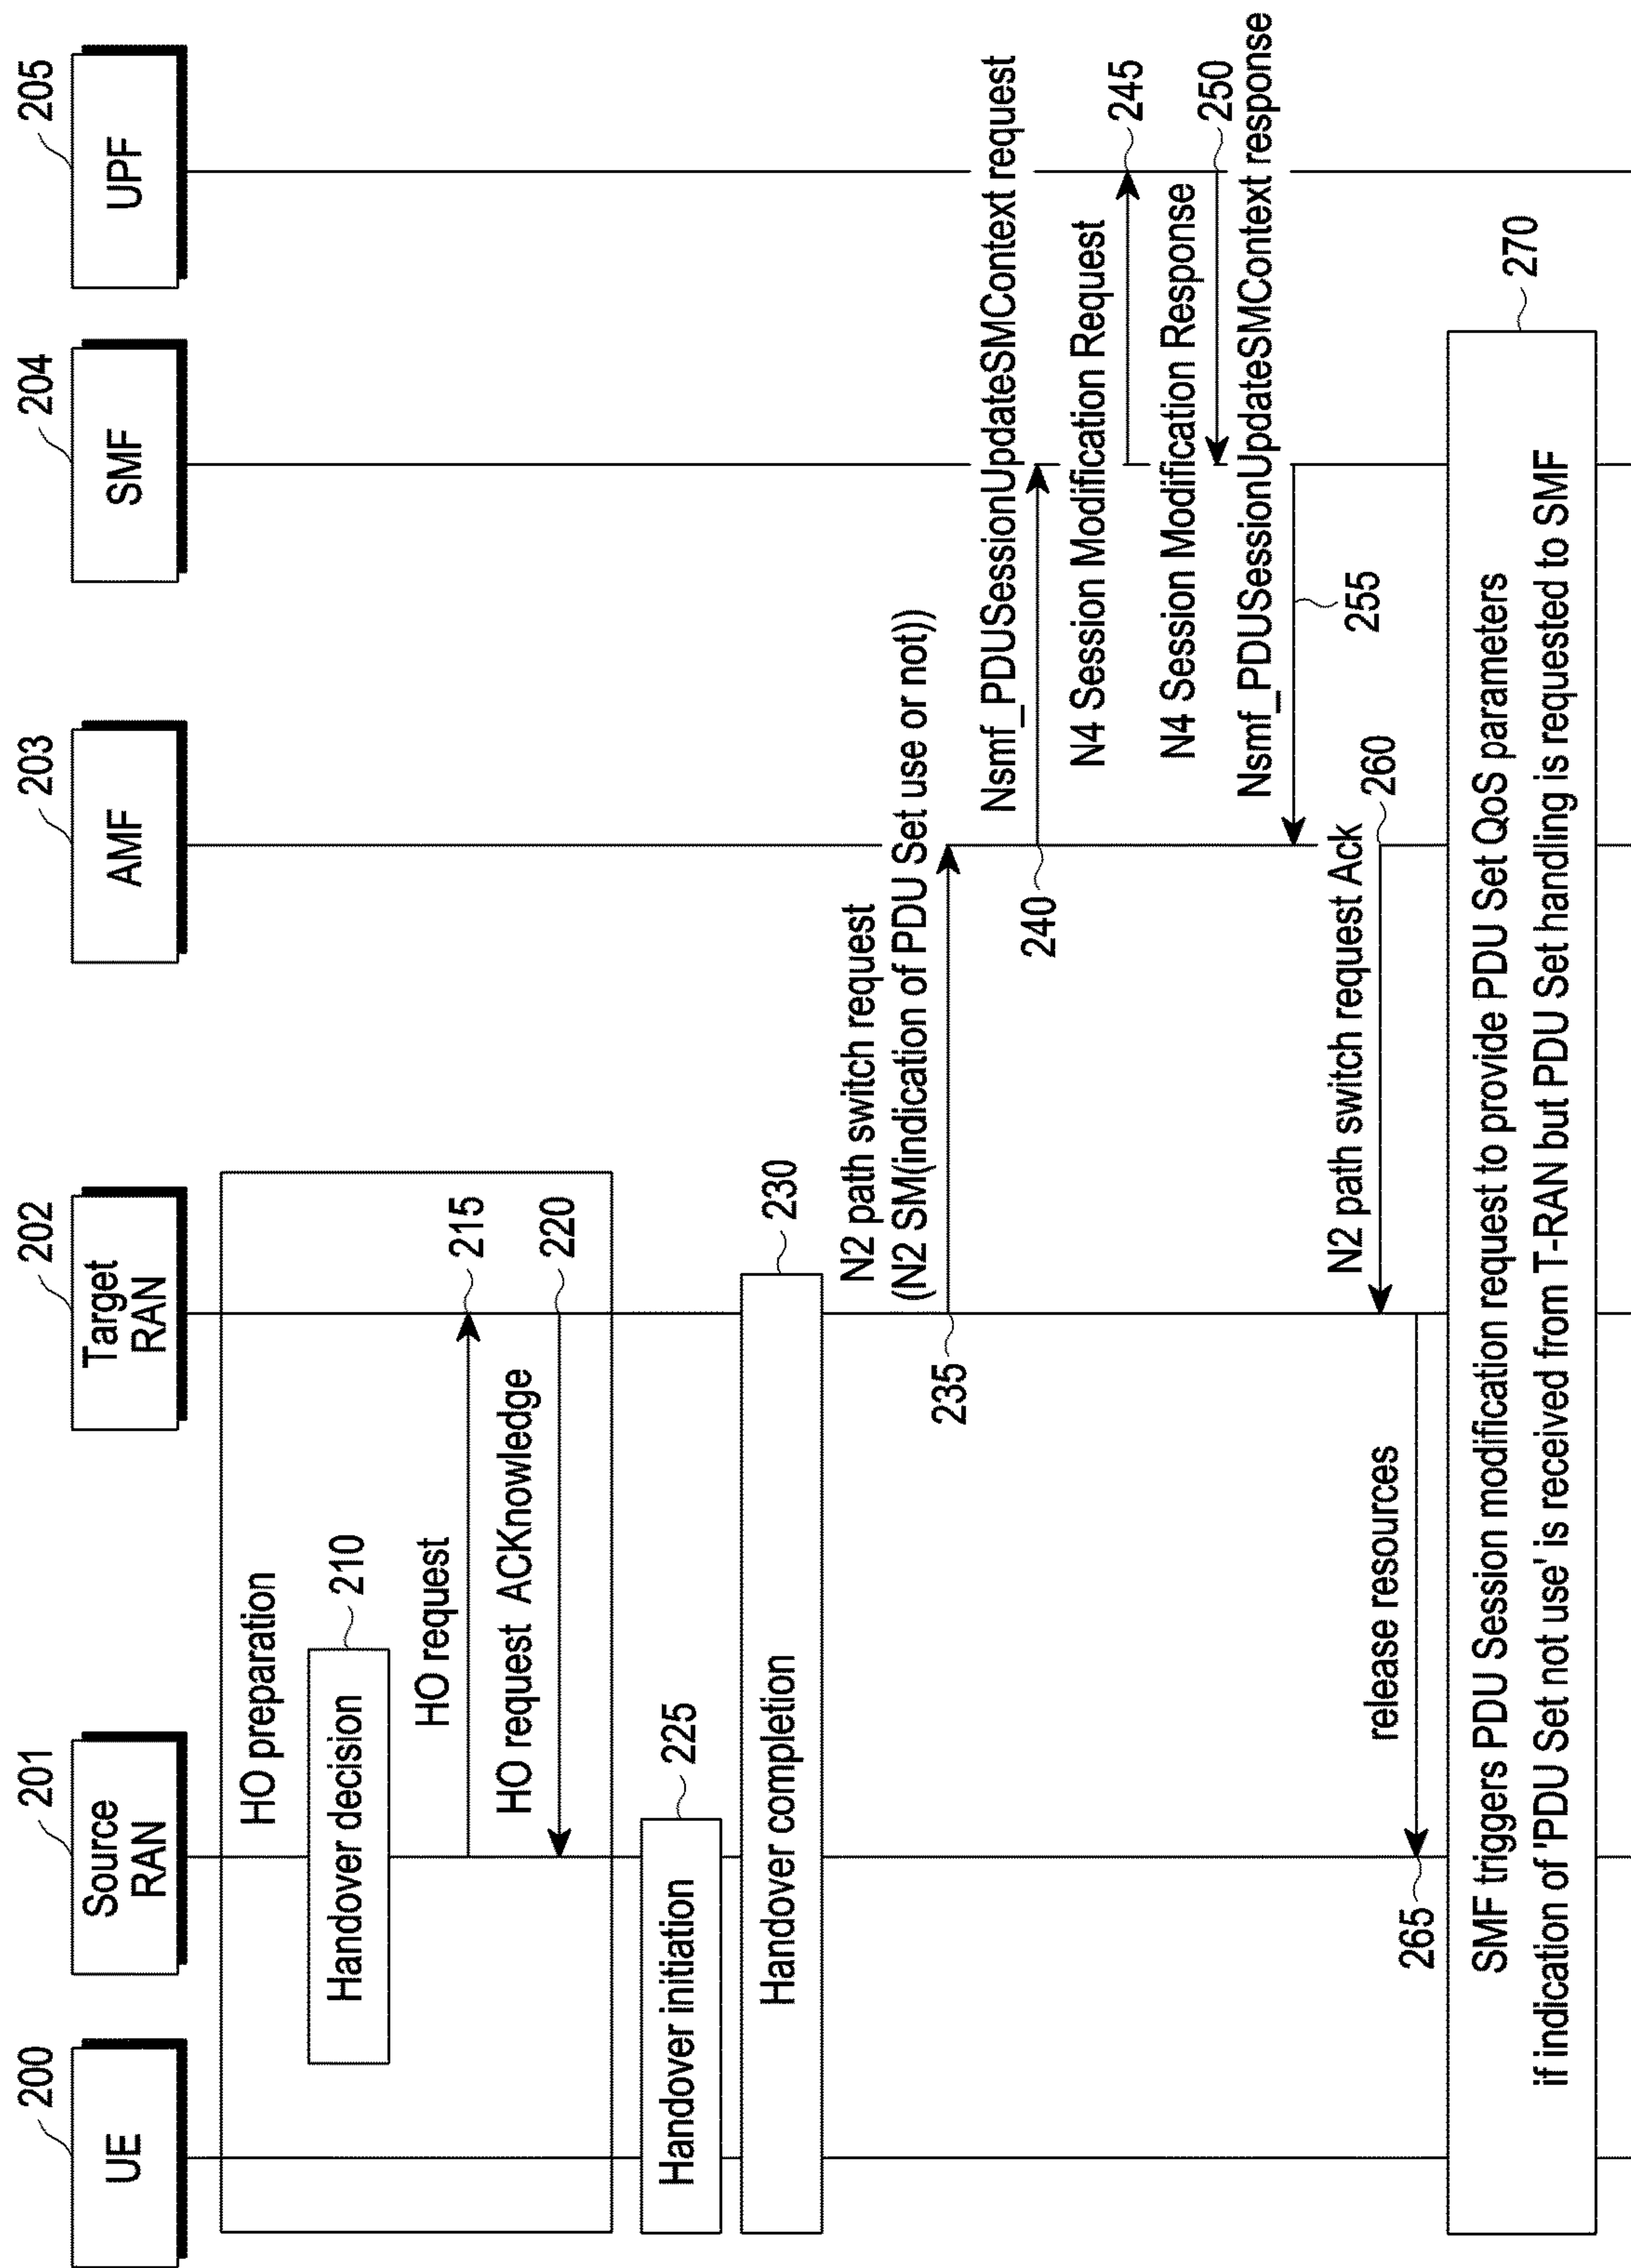 200
UE
201
Source
RAN
202
Target
RAN
203
AMF
204
SMF
205
UPF
HO preparation
Handover decision
210
HO request
215
HO request ACKnowledge
220
Handover initiation
225
Handover completion
230
N2 path switch request
(N2 SM(indication of PDU Set use or not))
235
Nsmf_PDUSessionUpdateSMContext request
240
N4 Session Modification Request
245
N4 Session Modification Response
250
Nsmf_PDUSessionUpdateSMContext response
255
N2 path switch request Ack
260
release resources
265
SMF triggers PDU Session modification request to provide PDU Set QoS parameters
if indication of 'PDU Set not use' is received from T-RAN but PDU Set handling is requested to SMF
270